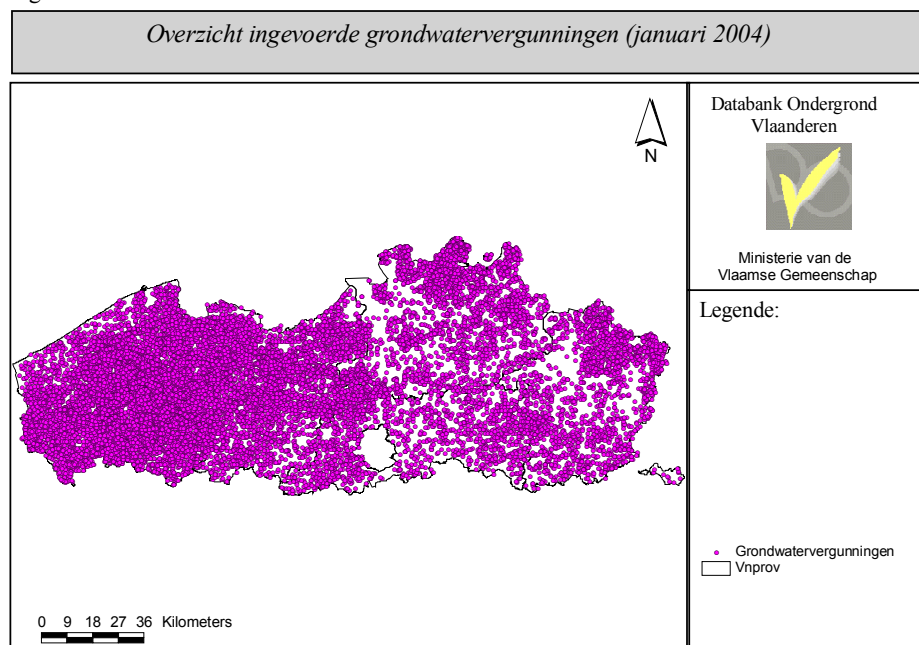 Overzicht ingevoerde grondwatervergunningen (januari 2004)
N
Databank Ondergrond
Vlaanderen
Ministerie van de
Vlaamse Gemeenschap
Legende:
Grondwatervergunningen
Vnprov
0 9 18 27 36 Kilometers